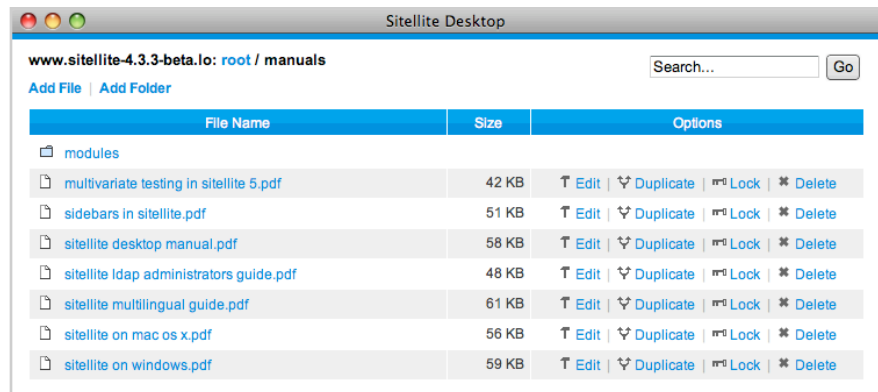 Sitellite Desktop
www.sitellite-4.3.3-beta.lo: root / manuals
Search... Go
Add File | Add Folder
File Name Size Options
modules
multivariate testing in sitellite 5.pdf 42 KB Edit | Duplicate | Lock | Delete
sidebars in sitellite.pdf 51 KB Edit | Duplicate | Lock | Delete
sitellite desktop manual.pdf 58 KB Edit | Duplicate | Lock | Delete
sitellite ldap administrators guide.pdf 48 KB Edit | Duplicate | Lock | Delete
sitellite multilingual guide.pdf 61 KB Edit | Duplicate | Lock | Delete
sitellite on mac os x.pdf 56 KB Edit | Duplicate | Lock | Delete
sitellite on windows.pdf 59 KB Edit | Duplicate | Lock | Delete